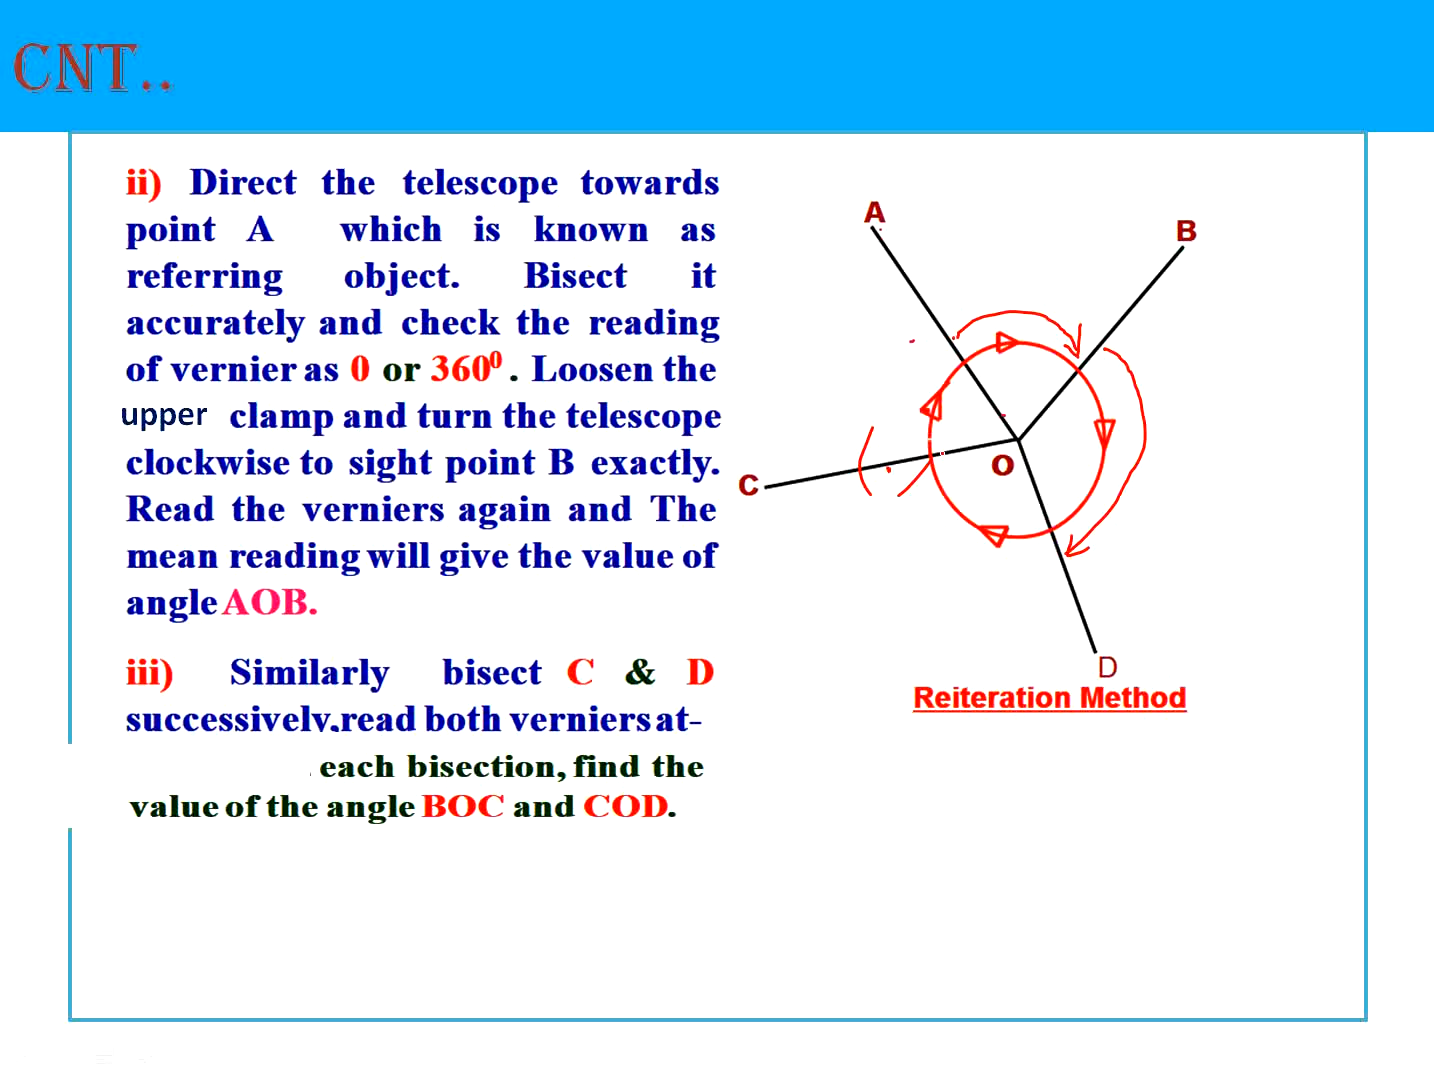 CNT..
ii) Direct the telescope towards
point A which is known as
referring object. Bisect it
accurately and check the reading
of vernier as 0 or 360⁰ . Loosen the
upper clamp and turn the telescope
clockwise to sight point B exactly.
Read the verniers again and The
mean reading will give the value of
angle AOB.
iii) Similarly bisect C & D
successively,read both verniers at-
each bisection, find the
value of the angle BOC and COD.
A
B
O
C
D
Reiteration Method